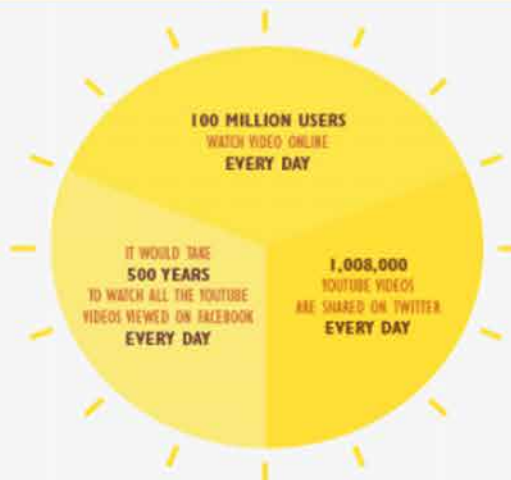 100 MILLION USERS
WATCH VIDEO ONLINE
EVERY DAY
IT WOULD TAKE
500 YEARS
TO WATCH ALL THE YOUTUBE
VIDEOS VIEWED ON FACEBOOK
EVERY DAY
1,008,000
YOUTUBE VIDEOS
ARE SHARED ON TWITTER
EVERY DAY